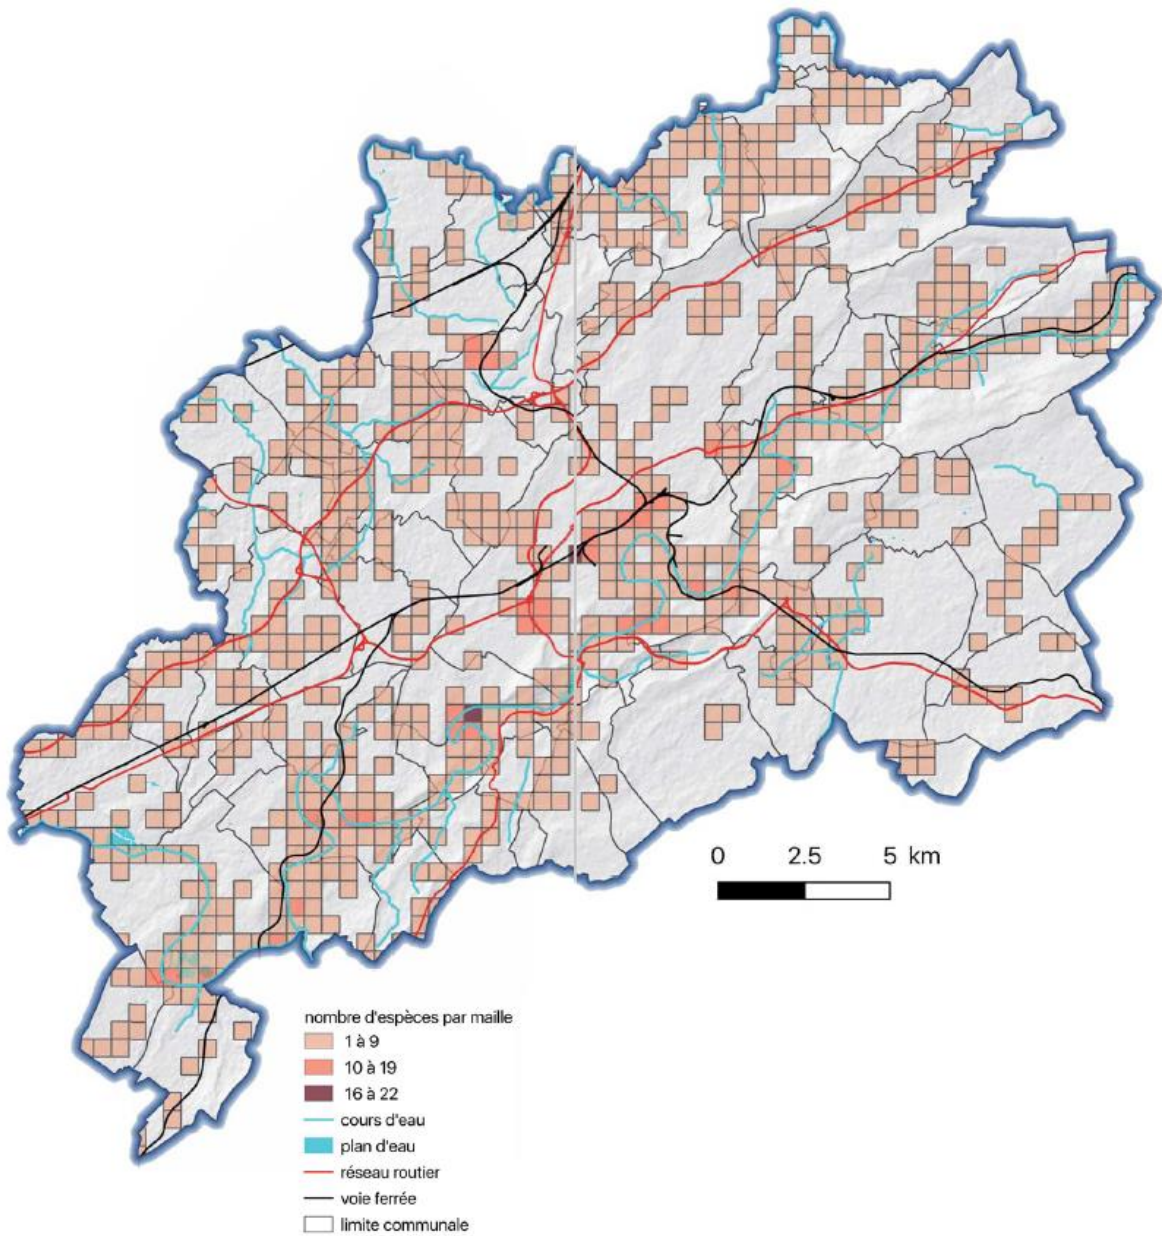 0 2.5 5 km
nombre d'espèces par maille
1 à 9
10 à 19
16 à 22
cours d'eau
plan d'eau
réseau routier
voie ferrée
limite communale